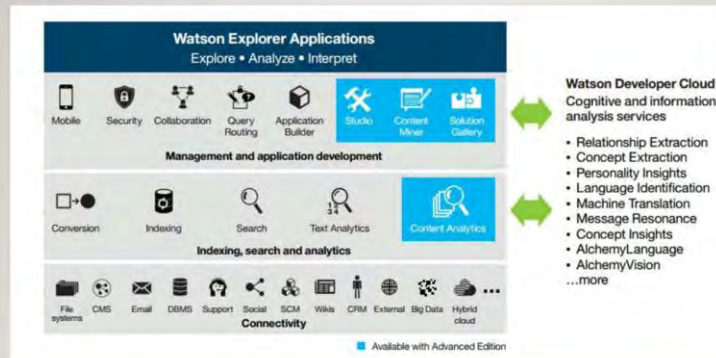 Watson Explorer Applications
Explore • Analyze • Interpret
Mobile
Security
Collaboration
Query
Routing
Application
Builder
Studio
Content
Miner
Solution
Gallery
Management and application development
Conversion
Indexing
Search
1 2
3 4
Text Analytics
Content Analytics
Indexing, search and analytics
File
systems
CMS
Email
DBMS
Support
Social
SCM
Wikis
CRM
External
Big Data
Hybrid
cloud
...
Connectivity
Available with Advanced Edition
Watson Developer Cloud
Cognitive and information
analysis services
• Relationship Extraction
• Concept Extraction
• Personality Insights
• Language Identification
• Machine Translation
• Message Resonance
• Concept Insights
• AlchemyLanguage
• AlchemyVision
...more